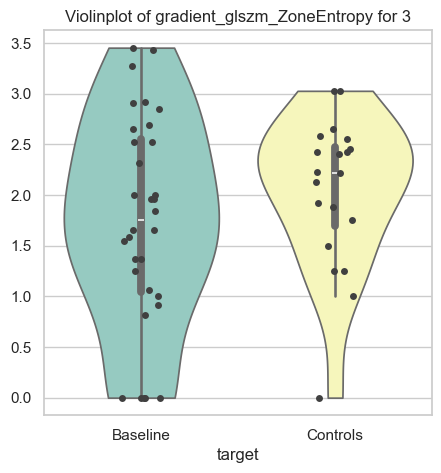 Violinplot of gradient_glszm_ZoneEntropy for 3
3.5
3.0
2.5
2.0
1.5
1.0
0.5
0.0
Baseline
Controls
target